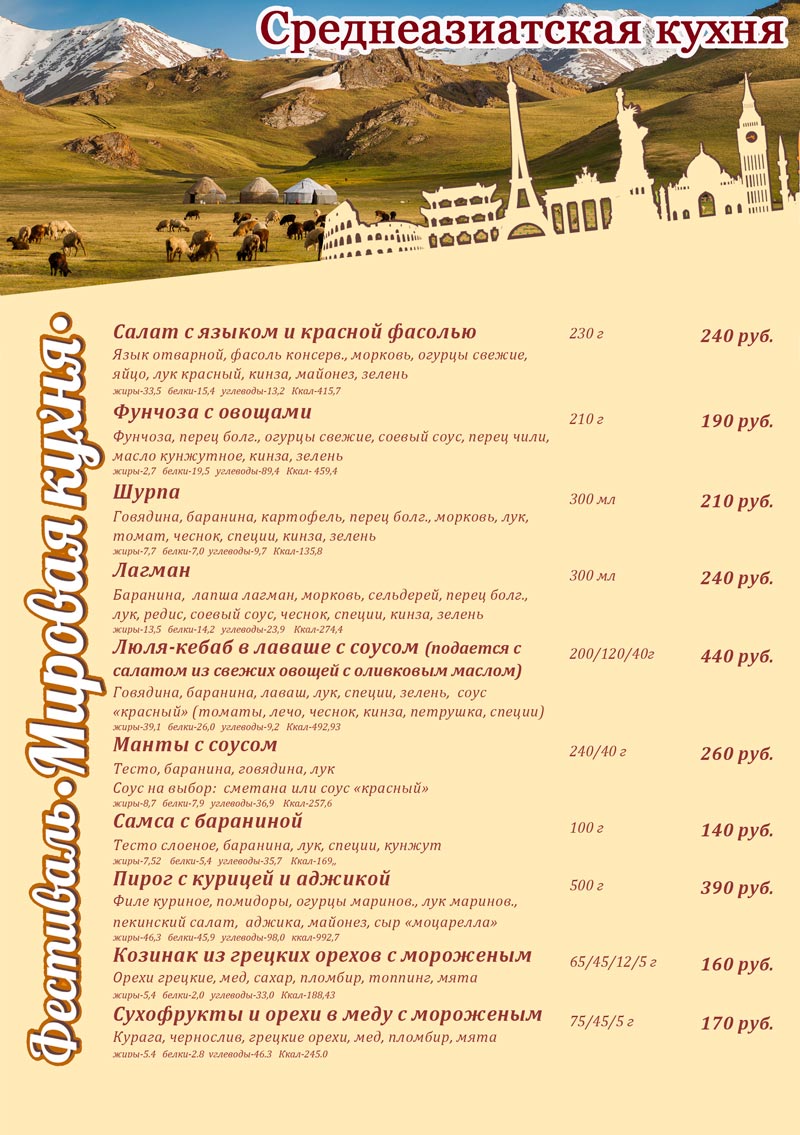 Среднеазиатская кухня
Фестиваль•Мировая кухня•
Салат с языком и красной фасолью 230 г 240 руб.
Язык отварной, фасоль консерв., морковь, огурцы свежие,
яйцо, лук красный, кинза, майонез, зелень
жиры-33,5 белки-15,4 углеводы-13,2 Ккал-415,7
Фунчоза с овощами 210 г 190 руб.
Фунчоза, перец болг., огурцы свежие, соевый соус, перец чили,
масло кунжутное, кинза, зелень
жиры-2,7 белки-19,5 углеводы-89,4 Ккал- 459,4
Шурпа 300 мл 210 руб.
Говядина, баранина, картофель, перец болг., морковь, лук,
томат, чеснок, специи, кинза, зелень
жиры-7,7 белки-7,0 углеводы-9,7 Ккал-135,8
Лагман 300 мл 240 руб.
Баранина, лапша лагман, морковь, сельдерей, перец болг.,
лук, редис, соевый соус, чеснок, специи, кинза, зелень
жиры-13,5 белки-14,2 углеводы-23,9 Ккал-274,4
Люля-кебаб в лаваше с соусом (подается с 200/120/40г 440 руб.
салатом из свежих овощей с оливковым маслом)
Говядина, баранина, лаваш, лук, специи, зелень, соус
«красный» (томаты, лечо, чеснок, кинза, петрушка, специи)
жиры-39,1 белки-26,0 углеводы-9,2 Ккал-492,93
Манты с соусом 240/40 г 260 руб.
Тесто, баранина, говядина, лук
Соус на выбор: сметана или соус «красный»
жиры-8,7 белки-7,9 углеводы-36,9 Ккал-257,6
Самса с бараниной 100 г 140 руб.
Тесто слоеное, баранина, лук, специи, кунжут
жиры-7,52 белки-5,4 углеводы-35,7 Ккал-169,,
Пирог с курицей и аджикой 500 г 390 руб.
Филе куриное, помидоры, огурцы маринов., лук маринов.,
пекинский салат, аджика, майонез, сыр «моцарелла»
жиры-46,3 белки-45,9 углеводы-98,0 ккал-992,7
Козинак из грецких орехов с мороженым 65/45/12/5 г 160 руб.
Орехи грецкие, мед, сахар, пломбир, топпинг, мята
жиры-5,4 белки-2,0 углеводы-33,0 Ккал-188,43
Сухофрукты и орехи в меду с мороженым 75/45/5 г 170 руб.
Курага, чернослив, грецкие орехи, мед, пломбир, мята
жиры-5.4 белки-2.8 углеводы-46.3 Ккал-245.0